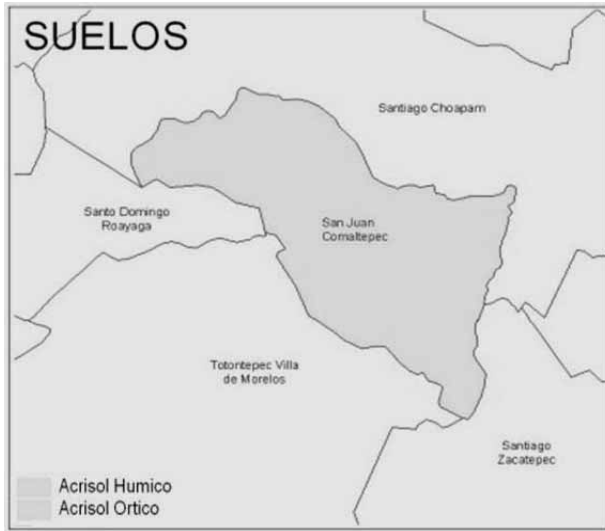 SUELOS
Santiago Choapam
Santo Domingo
Roayaga
San Juan
Comaltepec
Totontepec Villa
de Morelos
Santiago
Zacatepec
Acrisol Humico
Acrisol Ortico